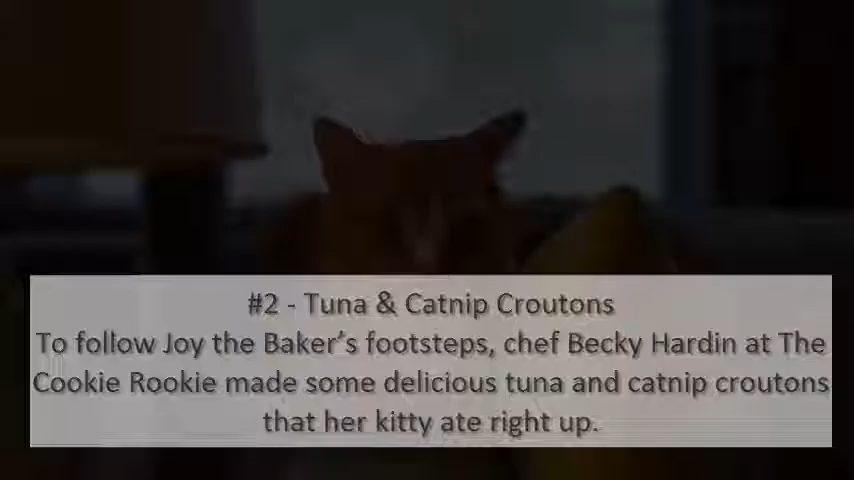 #2 - Tuna & Catnip Croutons
To follow Joy the Baker’s footsteps, chef Becky Hardin at The
Cookie Rookie made some delicious tuna and catnip croutons
that her kitty ate right up.